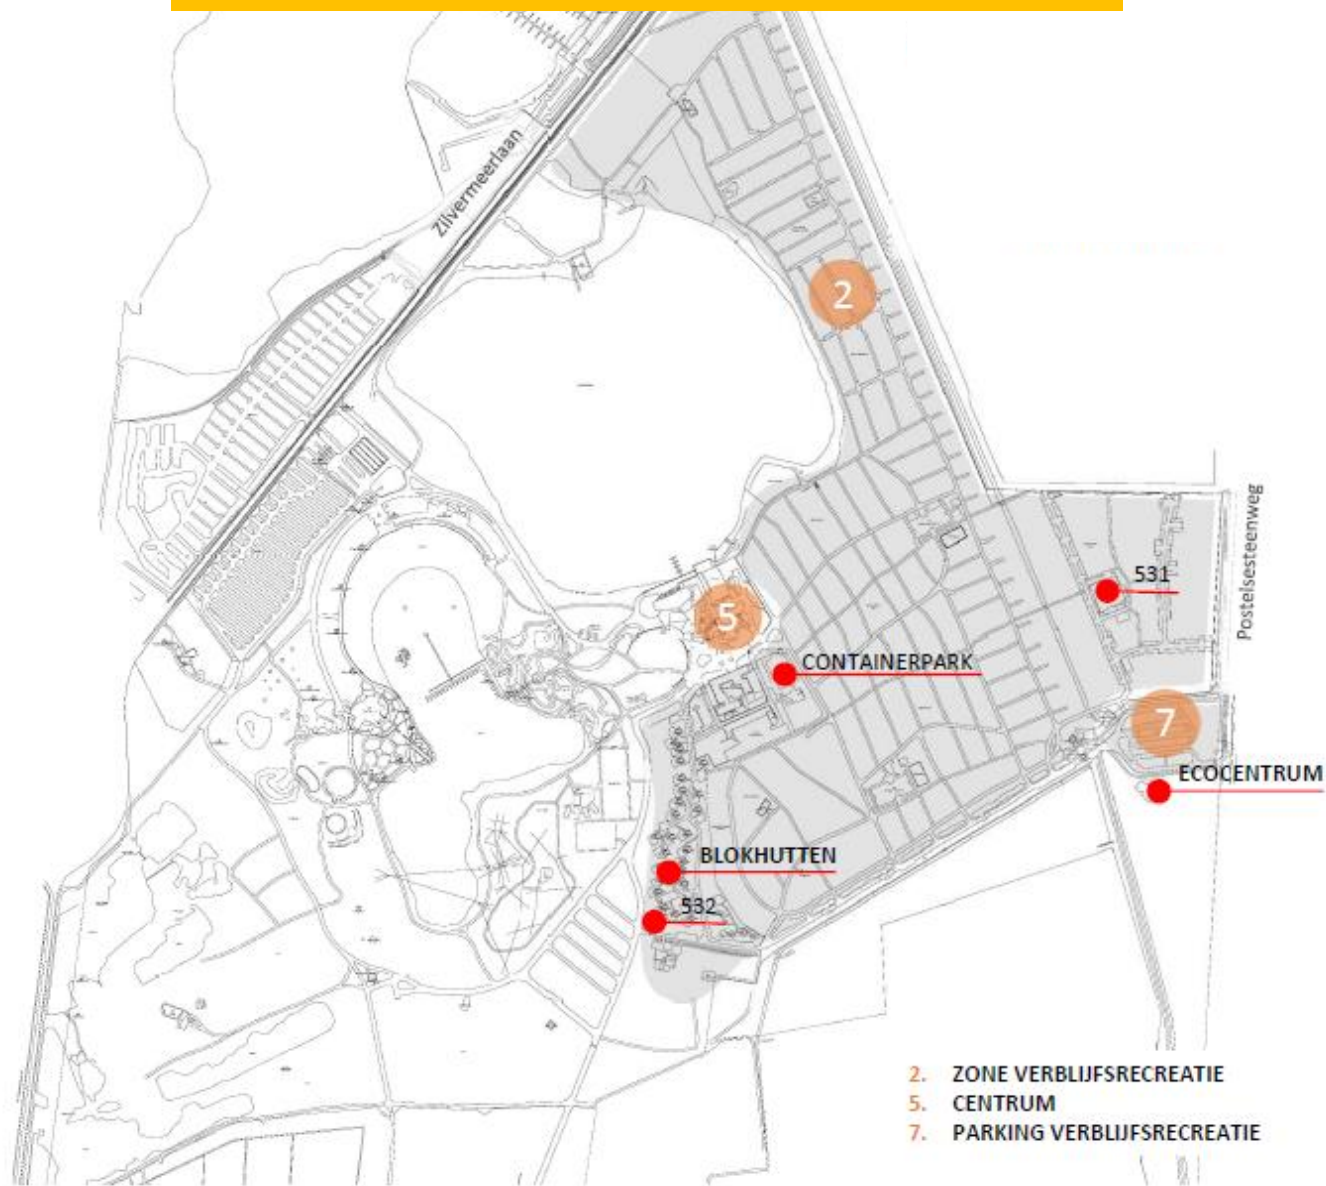 Zilvermeerlaan
2
Postelsesteenweg
531
5
CONTAINERPARK
7
ECOCENTRUM
BLOKHUTTEN
532
2. ZONE VERBLIJFSRECREATIE
5. CENTRUM
7. PARKING VERBLIJFSRECREATIE